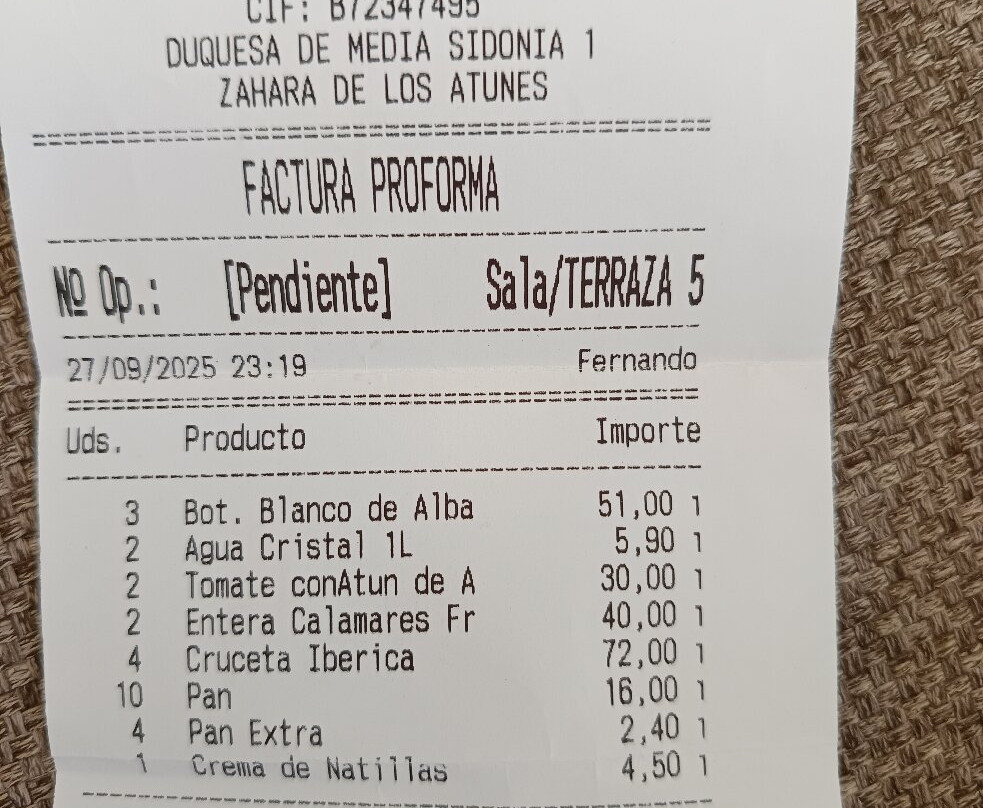 CIF: B72347495
DUQUESA DE MEDIA SIDONIA 1
ZAHARA DE LOS ATUNES
FACTURA PROFORMA
Nº Op.: [Pendiente] Sala/TERRAZA 5
27/09/2025 23:19 Fernando
Uds. Producto Importe
3 Bot. Blanco de Alba 51,00 1
2 Agua Cristal 1L 5,90 1
2 Tomate conAtun de A 30,00 1
2 Entera Calamares Fr 40,00 1
4 Cruceta Iberica 72,00 1
10 Pan 16,00 1
4 Pan Extra 2,40 1
1 Crema de Natillas 4,50 1